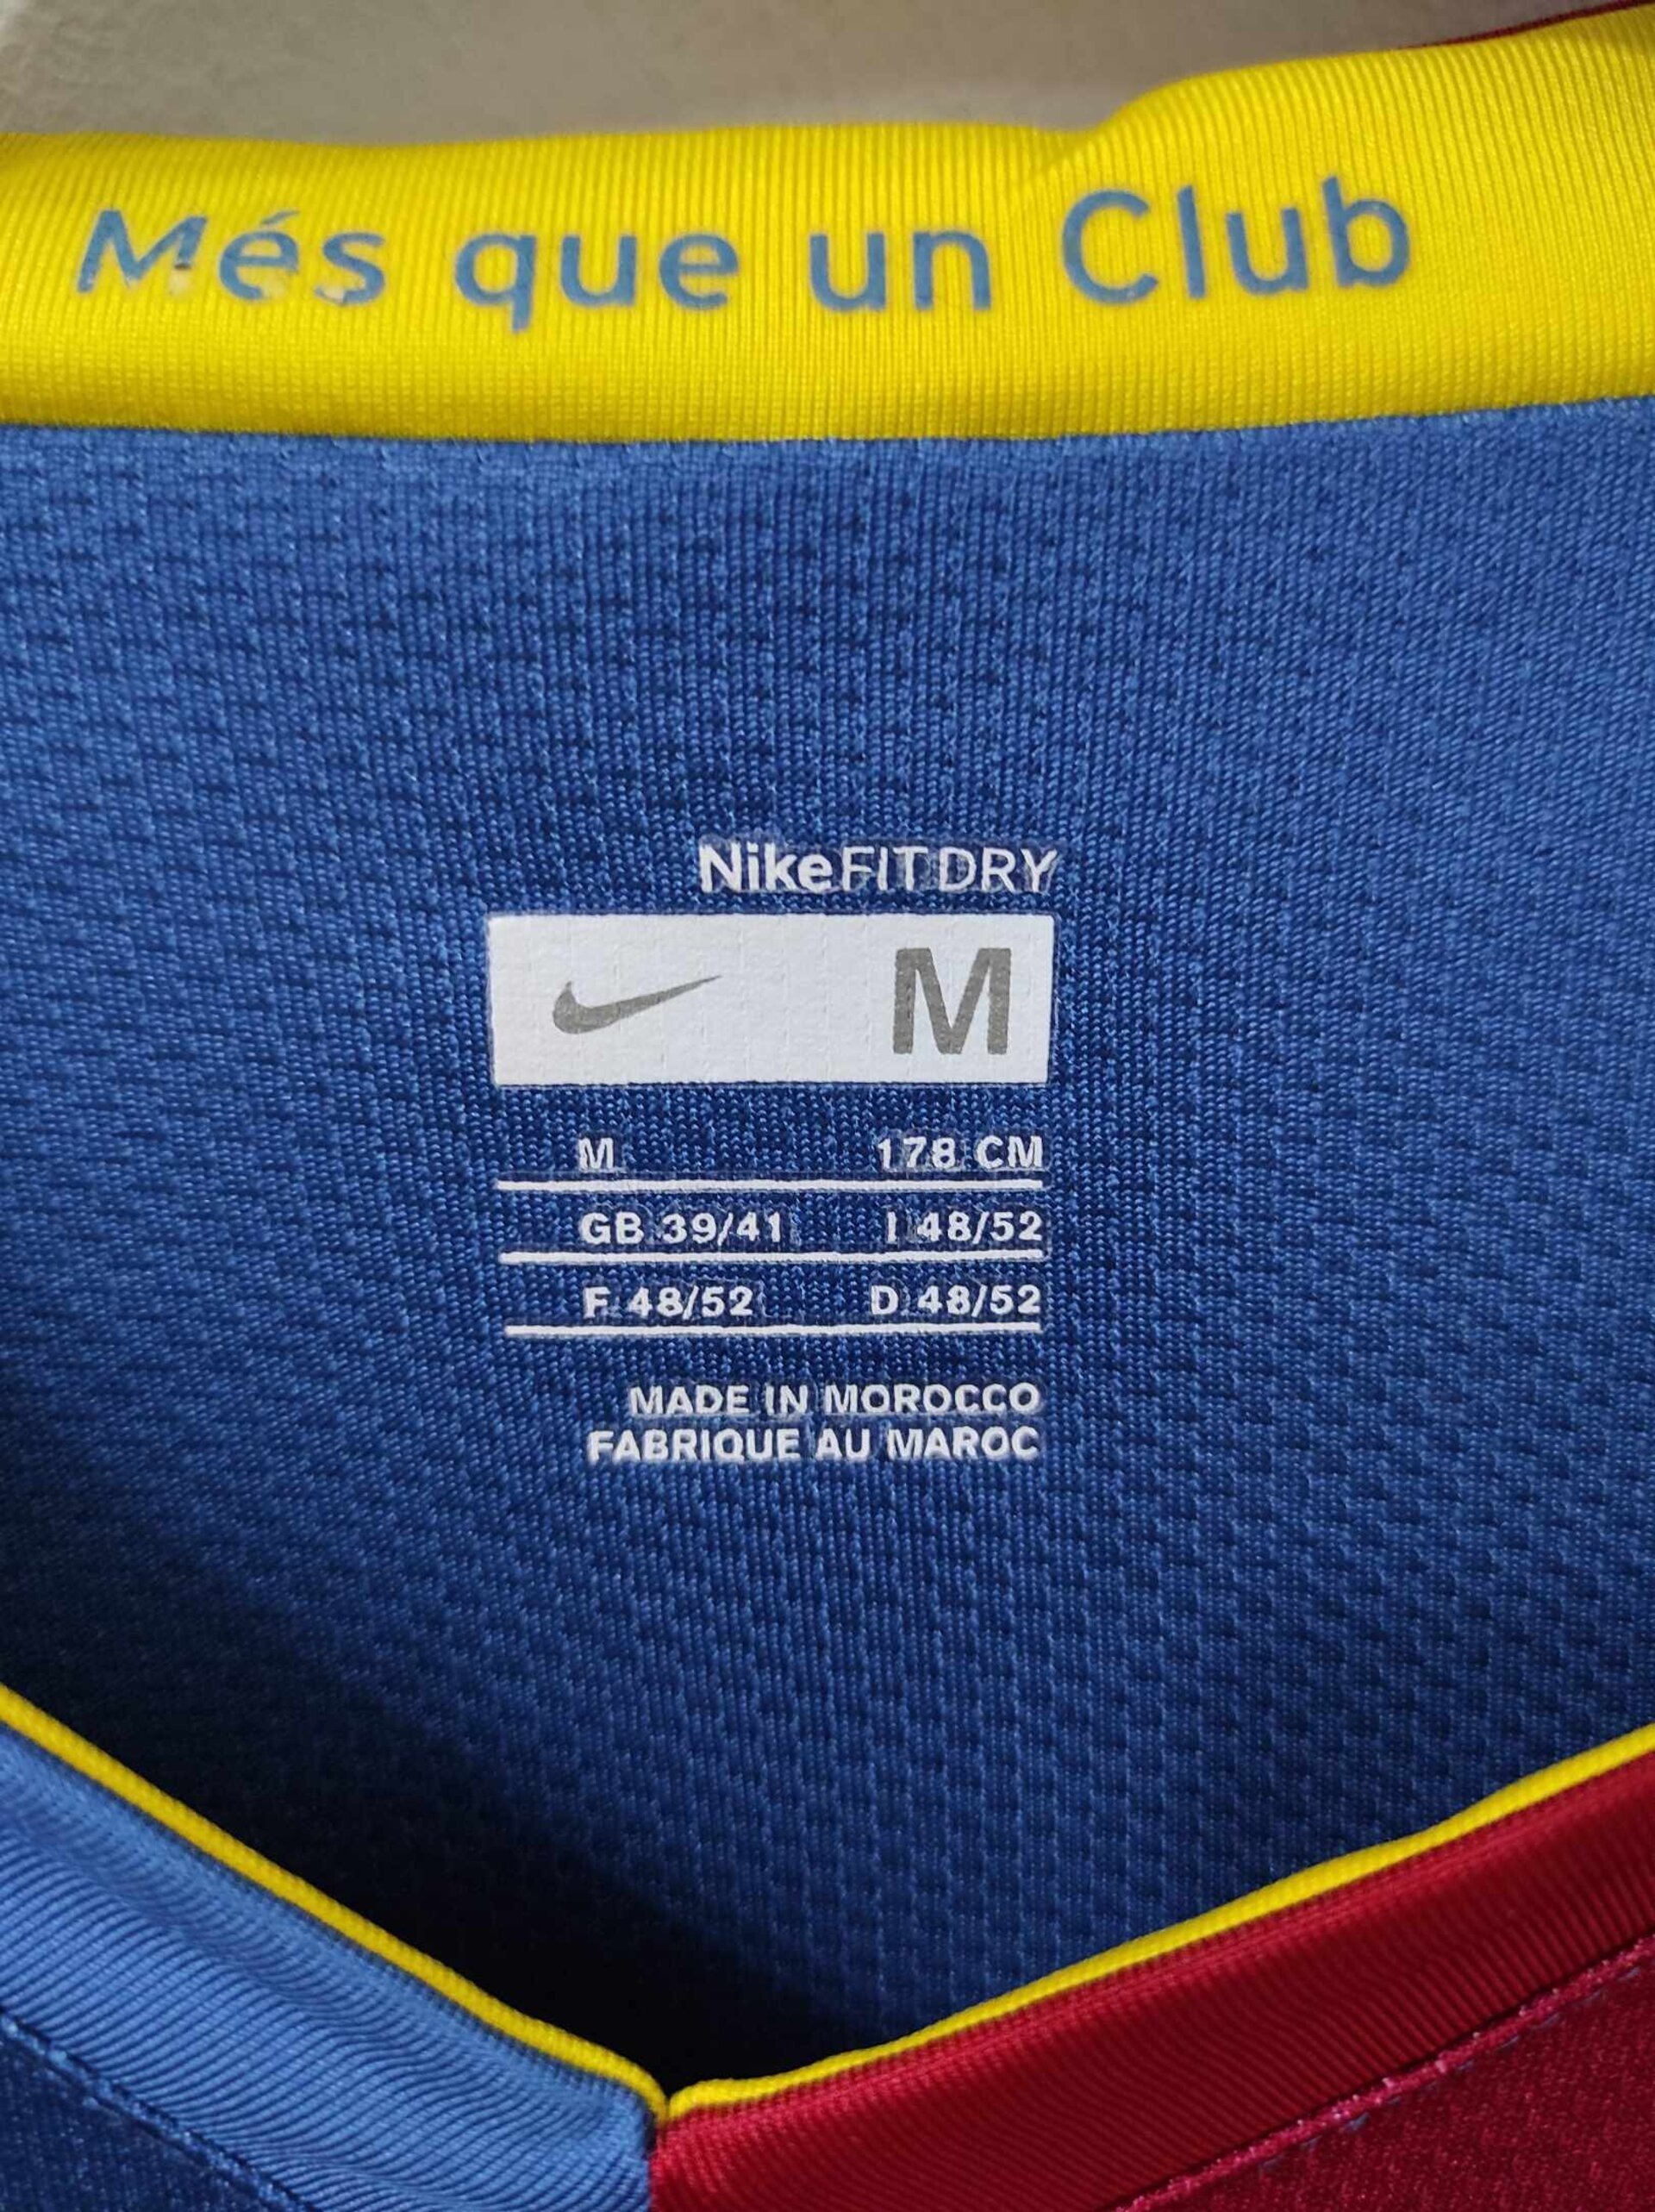 Més que un Club
NikeFITDRY
M
M 178 CM
GB 39/41 I 48/52
F 48/52 D 48/52
MADE IN MOROCCO
FABRIQUE AU MAROC